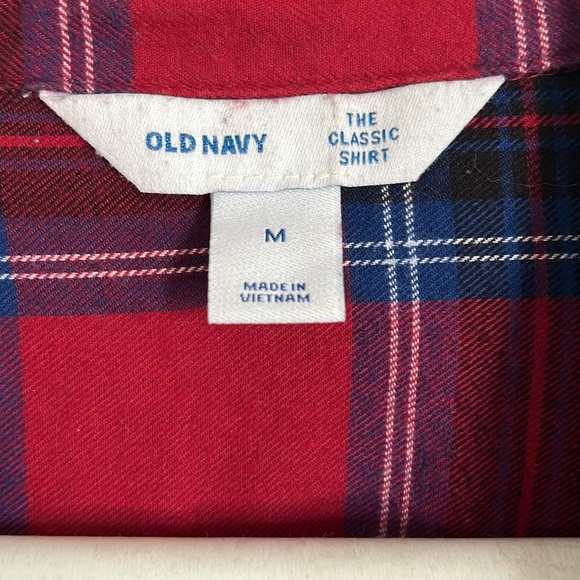 OLD NAVY
THE
CLASSIC
SHIRT
M
MADE IN
VIETNAM